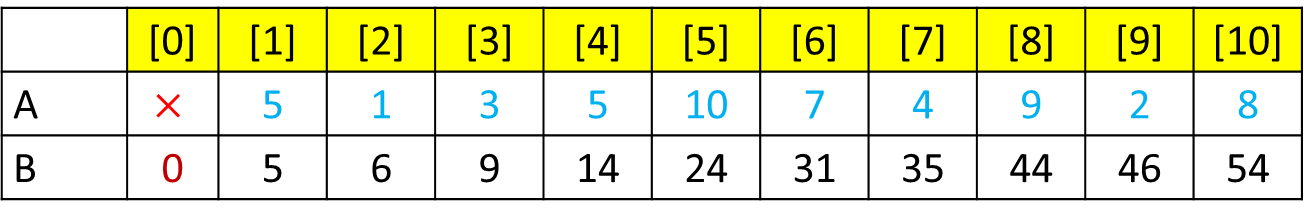 [0] [1] [2] [3] [4] [5] [6] [7] [8] [9] [10]
A × 5 1 3 5 10 7 4 9 2 8
B 0 5 6 9 14 24 31 35 44 46 54